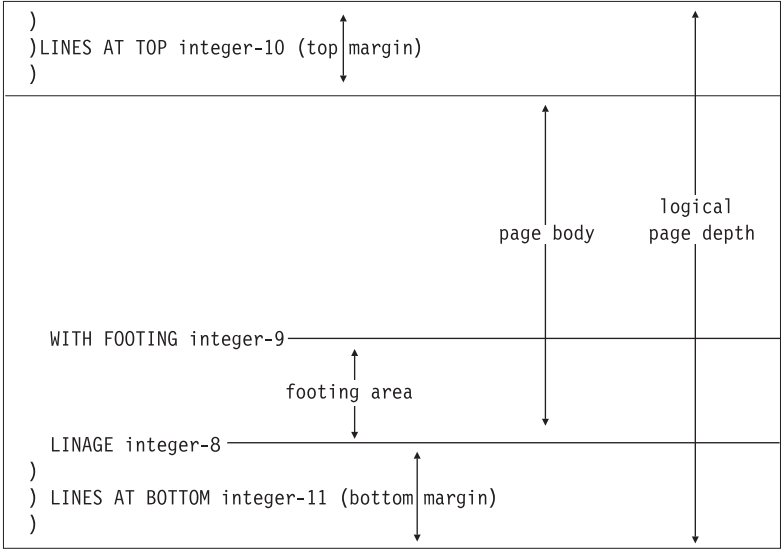 )
)LINES AT TOP integer-10 (top margin)
)
logical
page body page depth
WITH FOOTING integer-9
footing area
LINAGE integer-8
)
) LINES AT BOTTOM integer-11 (bottom margin)
)